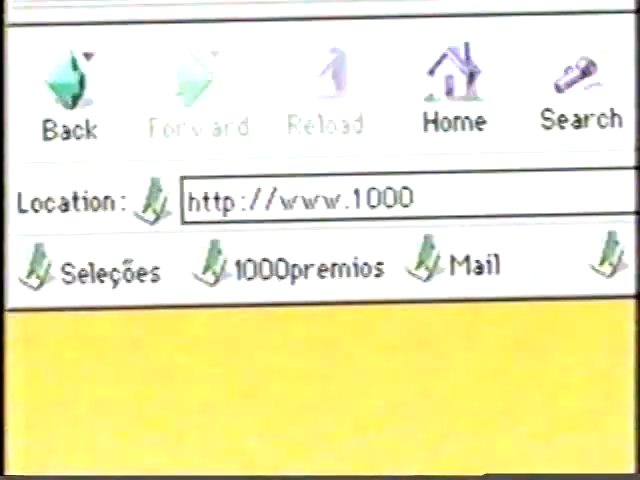 Back Forward Reload Home Search
Location: http://www.1000
Seleções 1000premios Mail